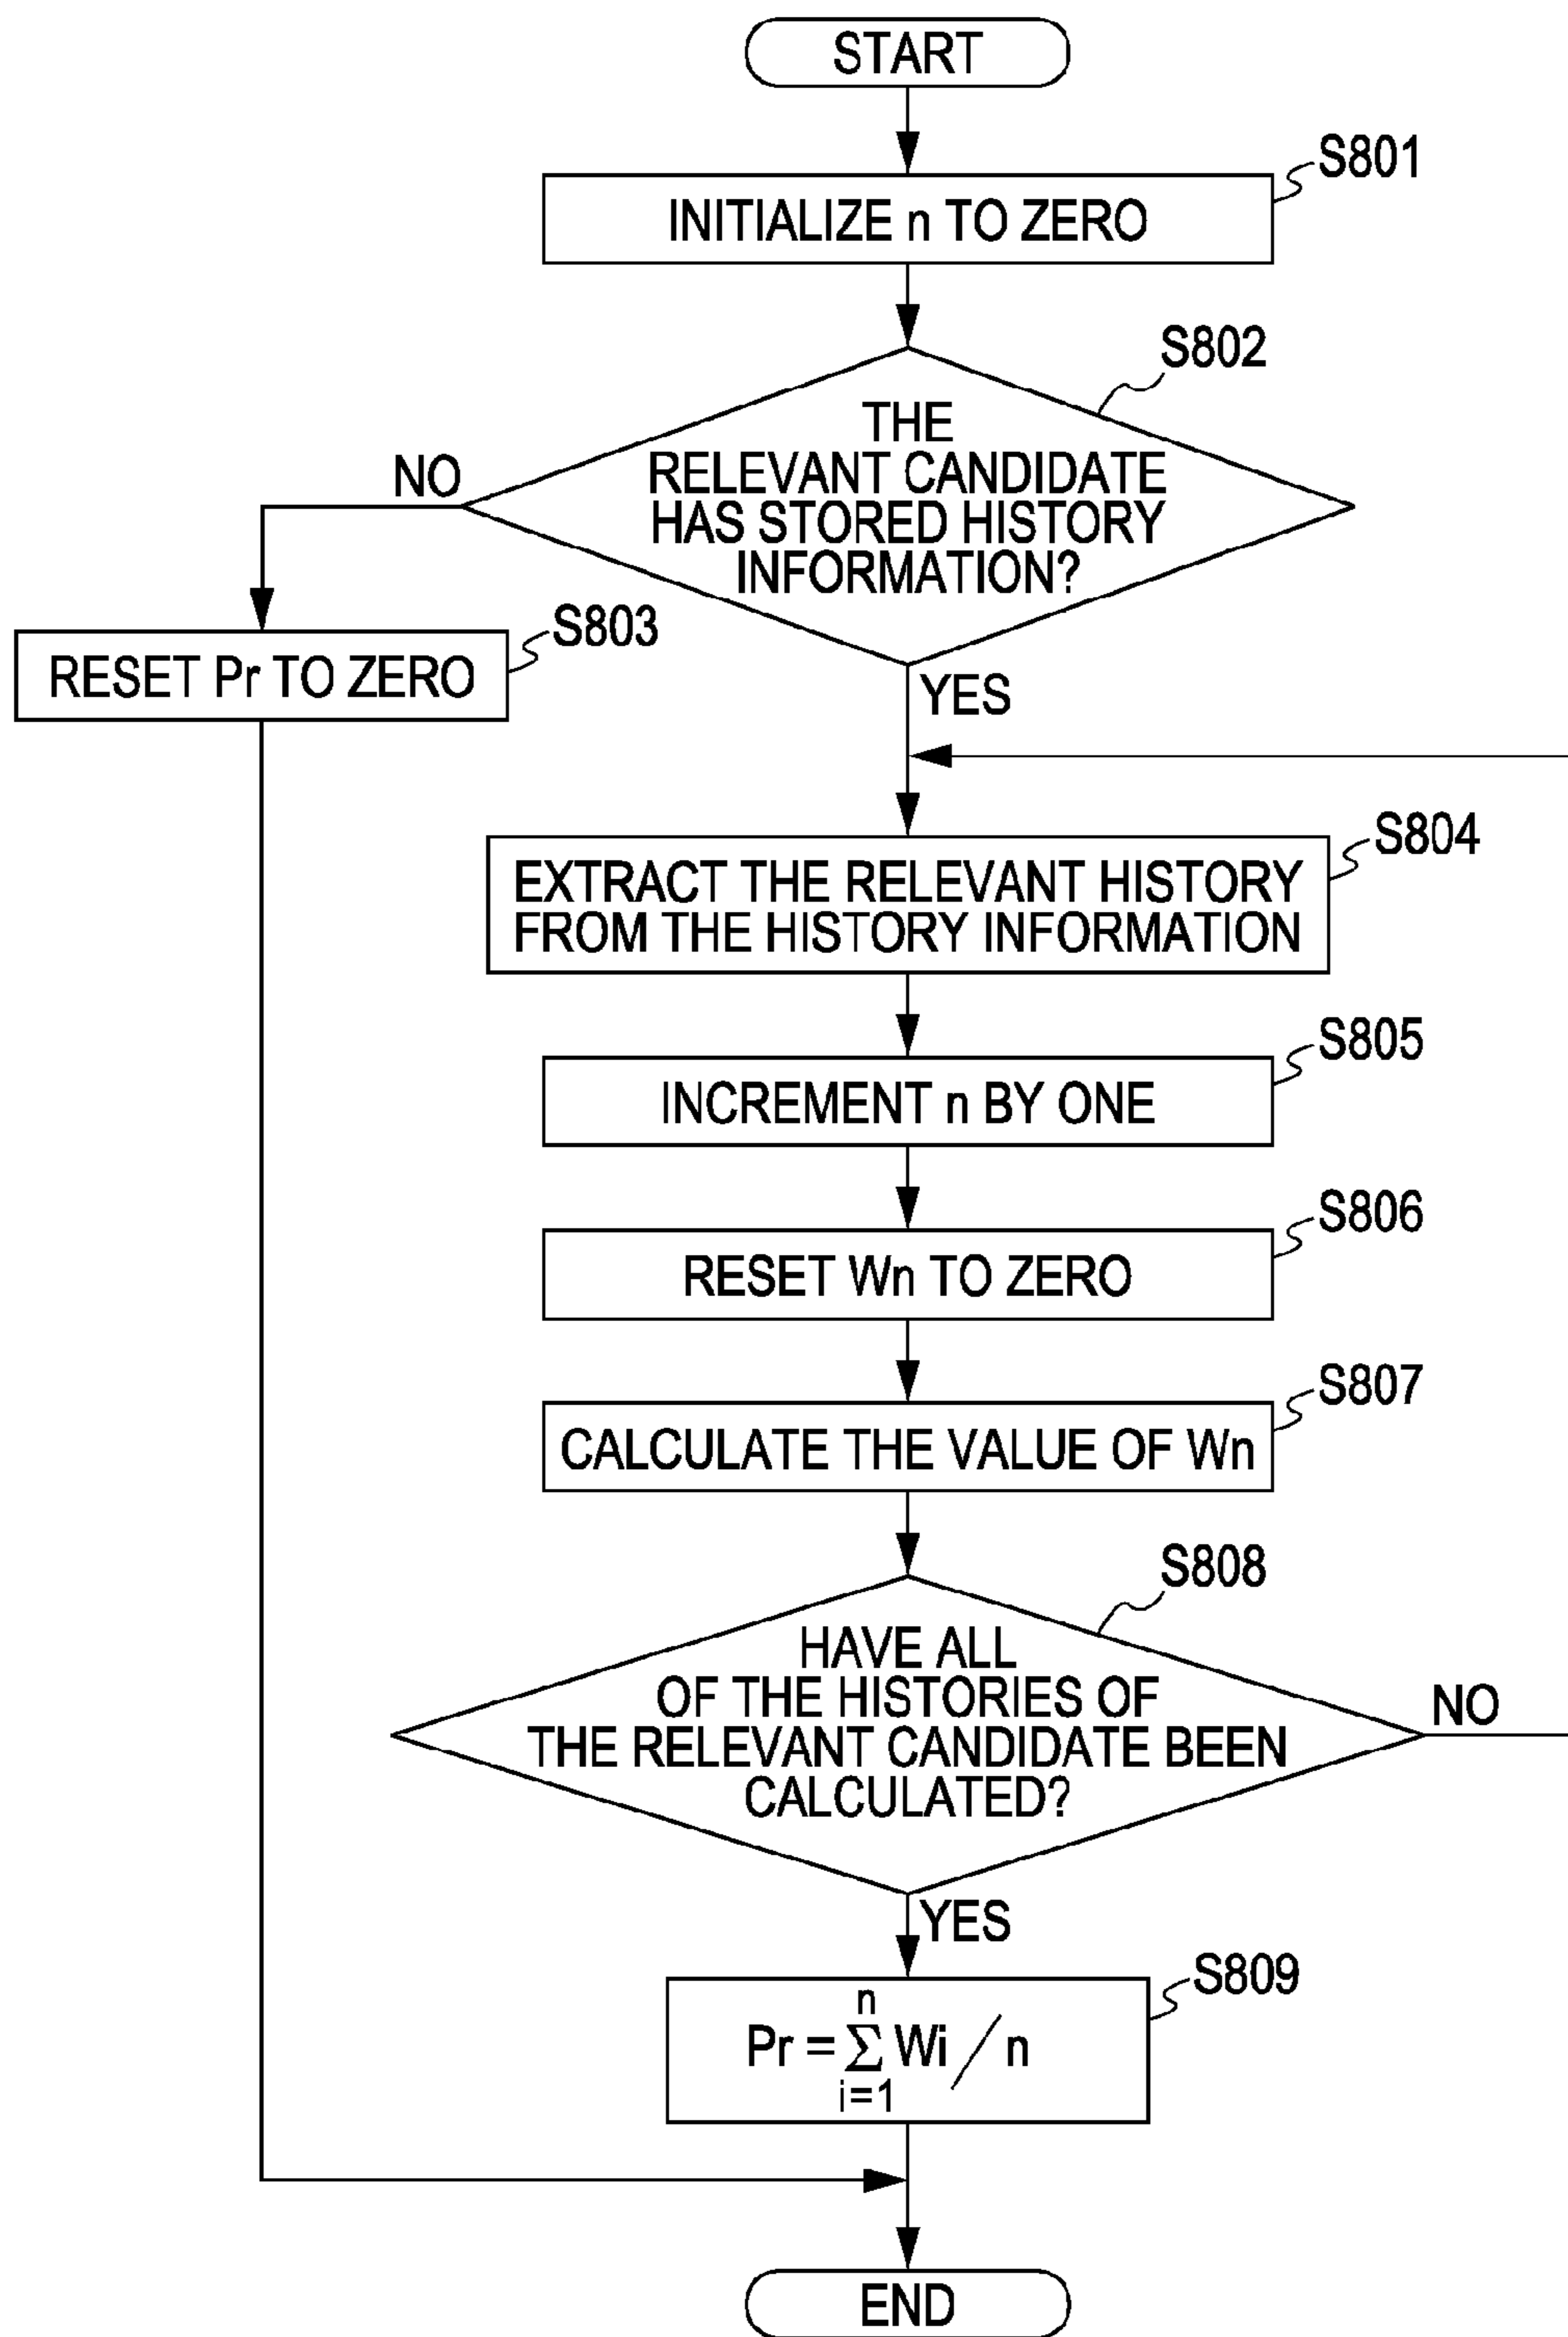 START
S801
INITIALIZE n TO ZERO
S802
THE
RELEVANT CANDIDATE
HAS STORED HISTORY
INFORMATION?
NO
S803
RESET Pr TO ZERO
YES
S804
EXTRACT THE RELEVANT HISTORY
FROM THE HISTORY INFORMATION
S805
INCREMENT n BY ONE
S806
RESET Wn TO ZERO
S807
CALCULATE THE VALUE OF Wn
S808
HAVE ALL
OF THE HISTORIES OF
THE RELEVANT CANDIDATE BEEN
CALCULATED?
NO
YES
S809
n
Pr = Σ Wi / n
i=1
END